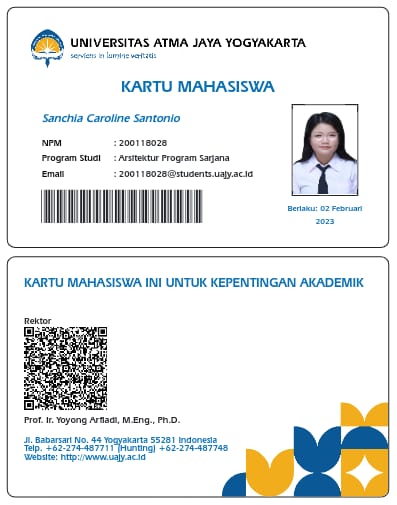 UNIVERSITAS ATMA JAYA YOGYAKARTA
serviens in lumine veritatis
KARTU MAHASISWA
Sanchia Caroline Santonio
NPM : 200118028
Program Studi : Arsitektur Program Sarjana
Email : 200118028@students.uajy.ac.id
Berlaku: 02 Februari
2023
KARTU MAHASISWA INI UNTUK KEPENTINGAN AKADEMIK
Rektor
Prof. Ir. Yoyong Arfiadi, M.Eng., Ph.D.
Jl. Babarsari No. 44 Yogyakarta 55281 Indonesia
Telp. +62-274-487711 (Hunting) +62-274-487748
Website: http://www.uajy.ac.id